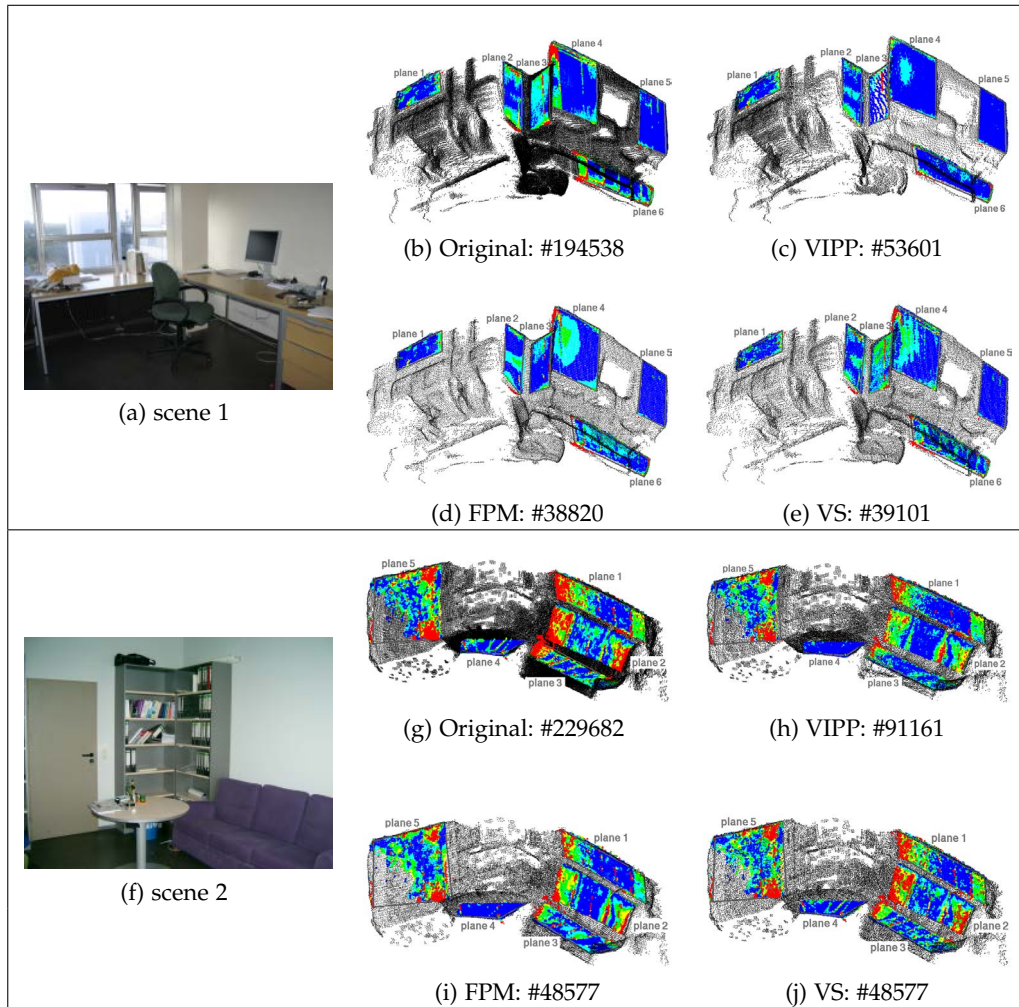 plane 1
plane 2
plane 3
plane 4
plane 5
plane 6
(b) Original: #194538
plane 1
plane 2
plane 3
plane 4
plane 5
plane 6
(c) VIPP: #53601
(a) scene 1
plane 1
plane 2
plane 3
plane 4
plane 5
plane 6
(d) FPM: #38820
plane 1
plane 2
plane 3
plane 4
plane 5
plane 6
(e) VS: #39101
plane 5
plane 1
plane 4
plane 3
plane 2
(g) Original: #229682
plane 5
plane 1
plane 4
plane 3
plane 2
(h) VIPP: #91161
(f) scene 2
plane 5
plane 1
plane 4
plane 3
plane 2
(i) FPM: #48577
plane 5
plane 1
plane 4
plane 3
plane 2
(j) VS: #48577